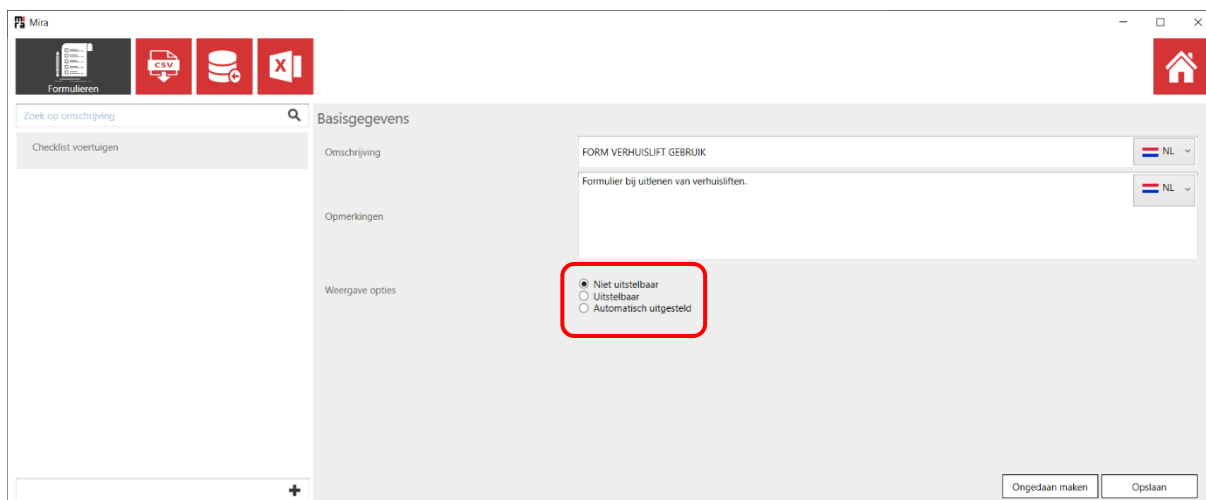 mira Mira
Formulieren
CSV
X
Zoek op omschrijving
Checklist voertuigen
Basisgegevens
Omschrijving
FORM VERHUISLIFT GEBRUIK
NL
Opmerkingen
Formulier bij uitlenen van verhuisliften.
NL
Weergave opties
Niet uitstelbaar
Uitstelbaar
Automatisch uitgesteld
Ongedaan maken
Opslaan